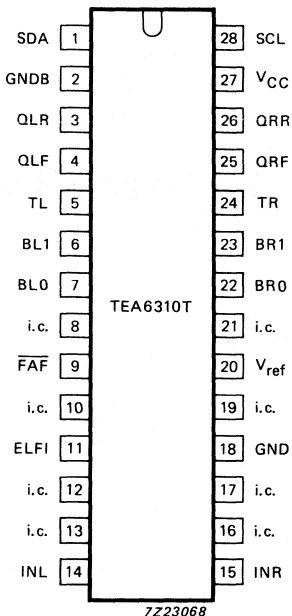 SDA 1 28 SCL
GNDB 2 27 VCC
QLR 3 26 QRR
QLF 4 25 QRF
TL 5 24 TR
BL1 6 23 BR1
BL0 7 22 BR0
TEA6310T
i.c. 8 21 i.c.
FAF 9 20 Vref
i.c. 10 19 i.c.
ELFI 11 18 GND
i.c. 12 17 i.c.
i.c. 13 16 i.c.
INL 14 15 INR
7Z23068